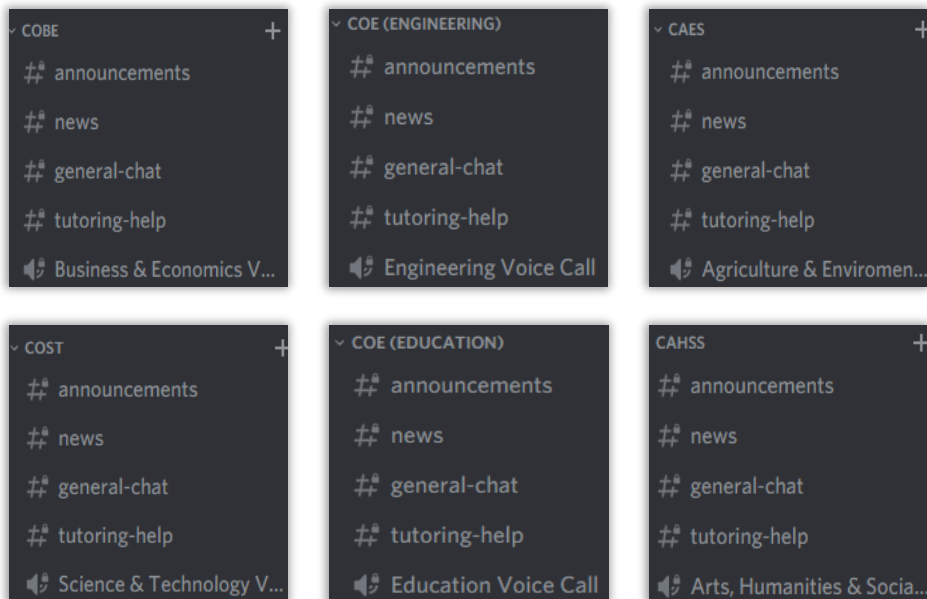 COBE
announcements
news
general-chat
tutoring-help
Business & Economics V...
COE (ENGINEERING)
announcements
news
general-chat
tutoring-help
Engineering Voice Call
CAES
announcements
news
general-chat
tutoring-help
Agriculture & Enviromen...
COST
announcements
news
general-chat
tutoring-help
Science & Technology V...
COE (EDUCATION)
announcements
news
general-chat
tutoring-help
Education Voice Call
CAHSS
announcements
news
general-chat
tutoring-help
Arts, Humanities & Socia...